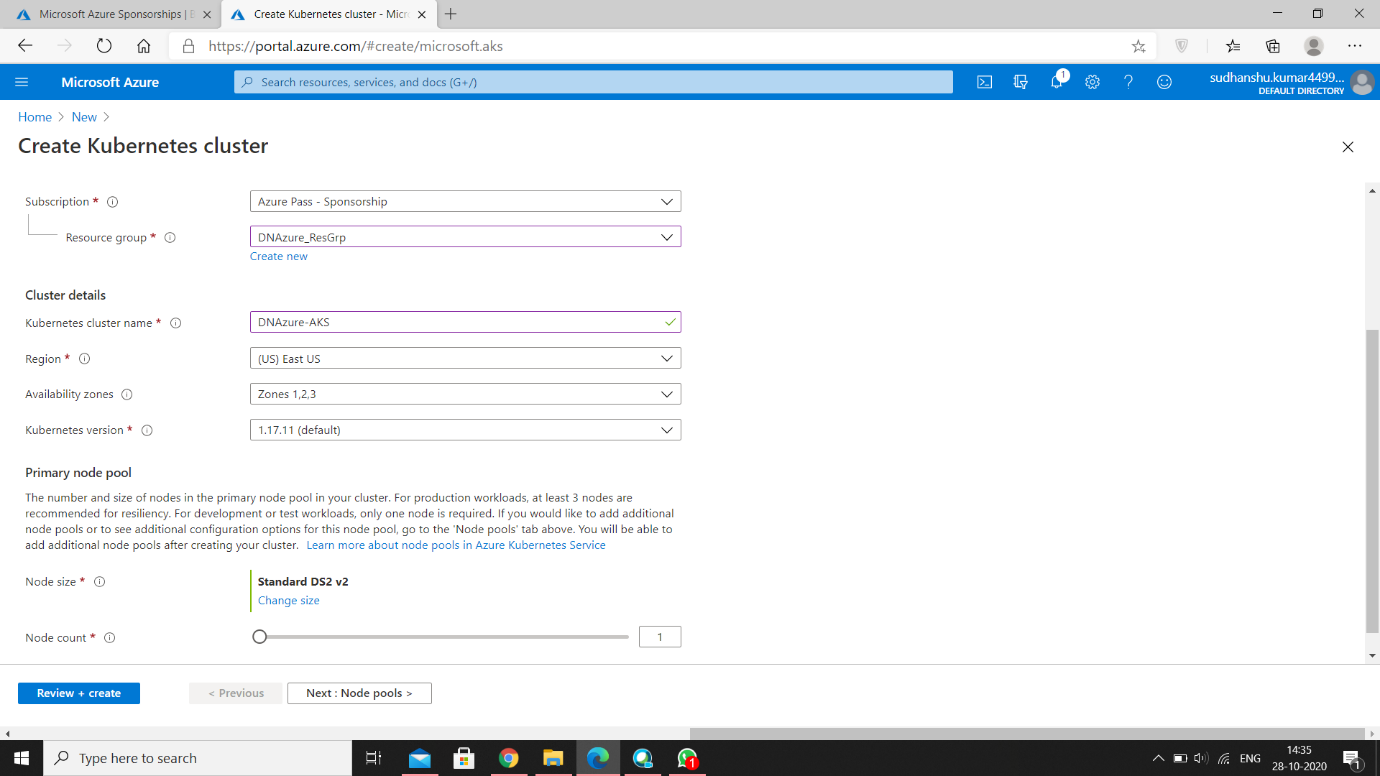 Microsoft Azure Sponsorships | E
Create Kubernetes cluster - Micr
https://portal.azure.com/#create/microsoft.aks
Microsoft Azure
Search resources, services, and docs (G+/)
1
sudhanshu.kumar4499...
DEFAULT DIRECTORY
Home > New >
Create Kubernetes cluster
Subscription *
Azure Pass - Sponsorship
Resource group *
DNAzure_ResGrp
Create new
Cluster details
Kubernetes cluster name *
DNAzure-AKS
Region *
(US) East US
Availability zones
Zones 1,2,3
Kubernetes version *
1.17.11 (default)
Primary node pool
The number and size of nodes in the primary node pool in your cluster. For production workloads, at least 3 nodes are
recommended for resiliency. For development or test workloads, only one node is required. If you would like to add additional
node pools or to see additional configuration options for this node pool, go to the 'Node pools' tab above. You will be able to
add additional node pools after creating your cluster. Learn more about node pools in Azure Kubernetes Service
Node size *
Standard DS2 v2
Change size
Node count *
1
Review + create
< Previous
Next : Node pools >
Type here to search
1
ENG
14:35
28-10-2020
1